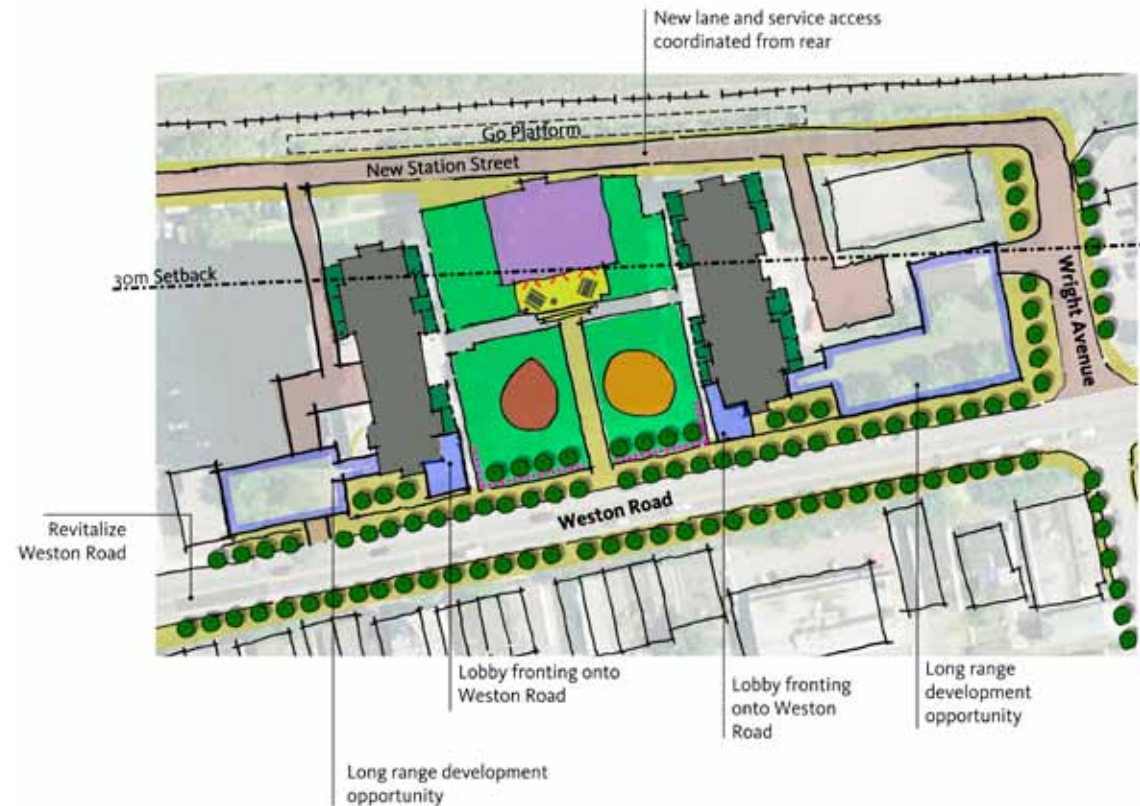 New lane and service access
coordinated from rear
Go Platform
New Station Street
30m Setback
Wright Avenue
Weston Road
Revitalize
Weston Road
Lobby fronting onto
Weston Road
Lobby fronting
onto Weston
Road
Long range
development
opportunity
Long range development
opportunity